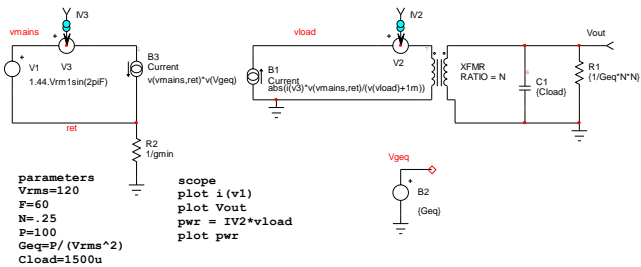 IV3
IV2
vmains
vload
Vout
V1
1.44.Vrm1sin(2piF)
V3
B3
Current
v(vmains,ret)*v(Vgeq)
B1
Current
abs(i(v3)*v(vmains,ret)/(v(vload)+1m))
V2
XFMR
RATIO = N
C1
{Cload}
R1
{1/Geq*N*N}
ret
R2
1/gmin
Vgeq
B2
{Geq}
parameters
Vrms=120
F=60
N=.25
P=100
Geq=P/(Vrms^2)
Cload=1500u
scope
plot i(v1)
plot Vout
pwr = IV2*vload
plot pwr